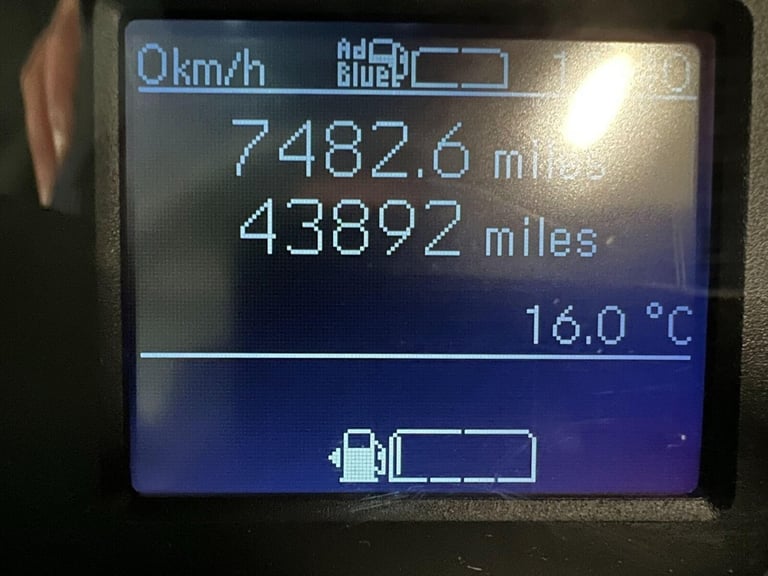 0km/h Ad Blue
7482.6 miles
43892 miles
16.0 °C